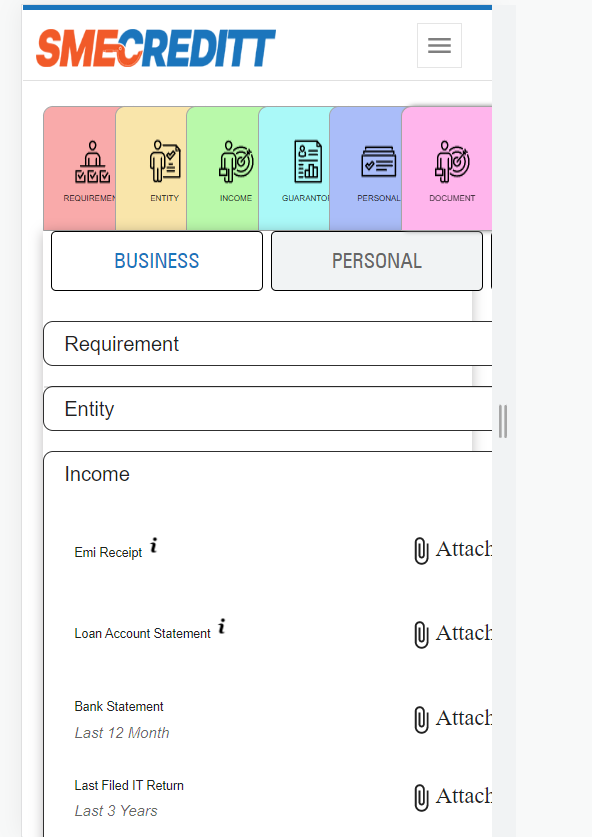 SMECREDITT
REQUIREMEN
ENTITY
INCOME
GUARANTO
PERSONAL
DOCUMENT
BUSINESS
PERSONAL
Requirement
Entity
Income
Emi Receipt i
Attach
Loan Account Statement i
Attach
Bank Statement
Last 12 Month
Attach
Last Filed IT Return
Last 3 Years
Attach